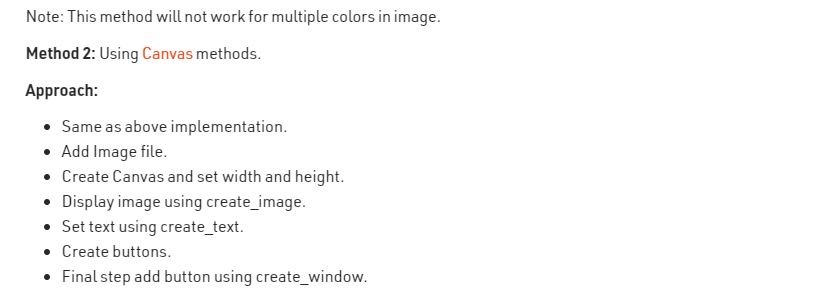 Note: This method will not work for multiple colors in image.
Method 2: Using Canvas methods.
Approach:
• Same as above implementation.
• Add Image file.
• Create Canvas and set width and height.
• Display image using create_image.
• Set text using create_text.
• Create buttons.
• Final step add button using create_window.